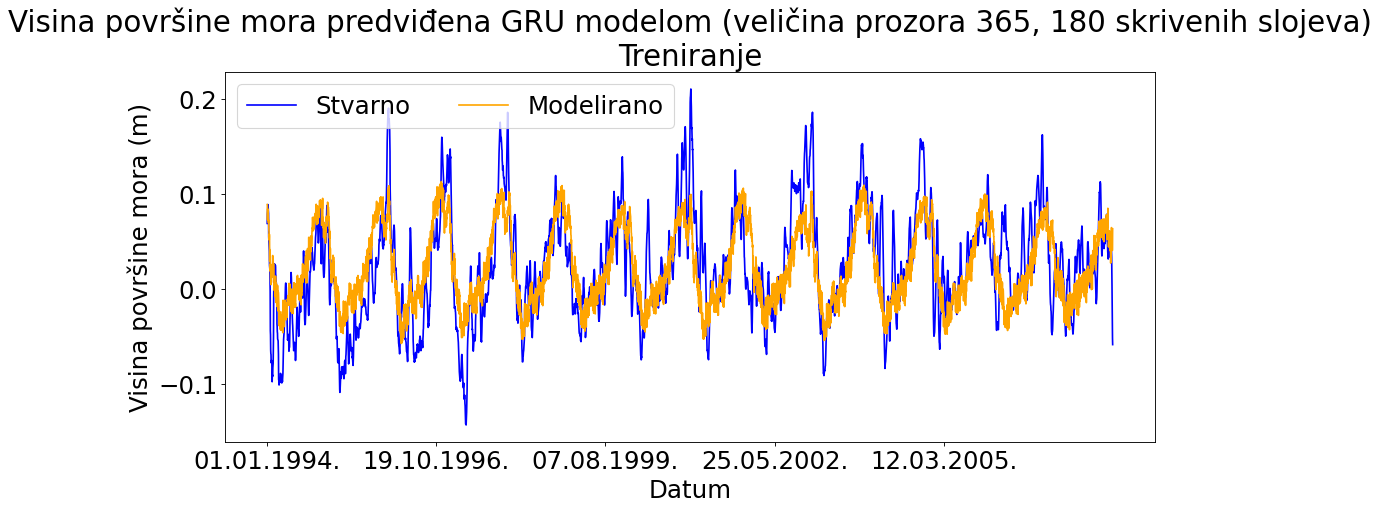 Visina površine mora predviđena GRU modelom (veličina prozora 365, 180 skrivenih slojeva)
Treniranje
Stvarno
Modelirano
Visina površine mora (m)
0.2
0.1
0.0
−0.1
01.01.1994.
19.10.1996.
07.08.1999.
25.05.2002.
12.03.2005.
Datum